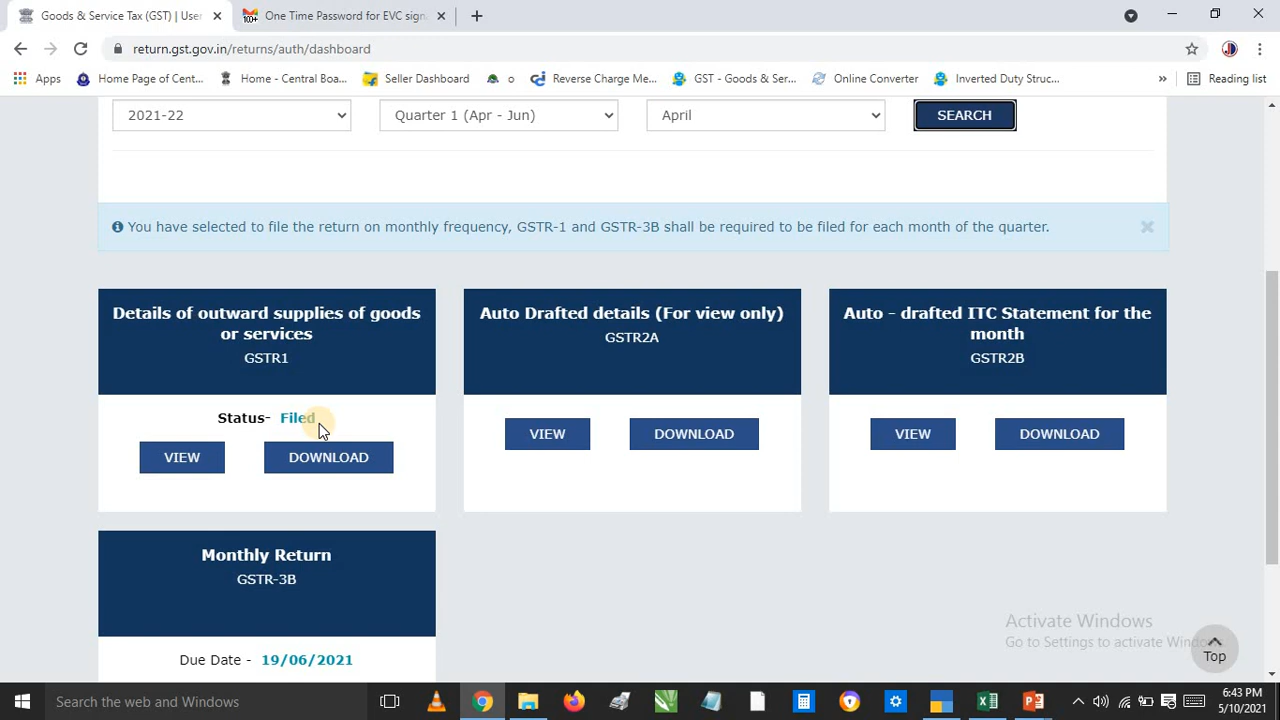 Goods & Service Tax (GST) | User
One Time Password for EVC sign
return.gst.gov.in/returns/auth/dashboard
Apps
Home Page of Cent...
Home - Central Boa...
Seller Dashboard
o
Reverse Charge Me...
GST - Goods & Ser...
Online Converter
Inverted Duty Struc...
»
Reading list
2021-22
Quarter 1 (Apr - Jun)
April
SEARCH
You have selected to file the return on monthly frequency, GSTR-1 and GSTR-3B shall be required to be filed for each month of the quarter.
Details of outward supplies of goods
or services
GSTR1
Status- Filed
VIEW
DOWNLOAD
Auto Drafted details (For view only)
GSTR2A
VIEW
DOWNLOAD
Auto - drafted ITC Statement for the
month
GSTR2B
VIEW
DOWNLOAD
Monthly Return
GSTR-3B
Due Date - 19/06/2021
Activate Windows
Go to Settings to activate Windows.
Top
Search the web and Windows
6:43 PM
5/10/2021